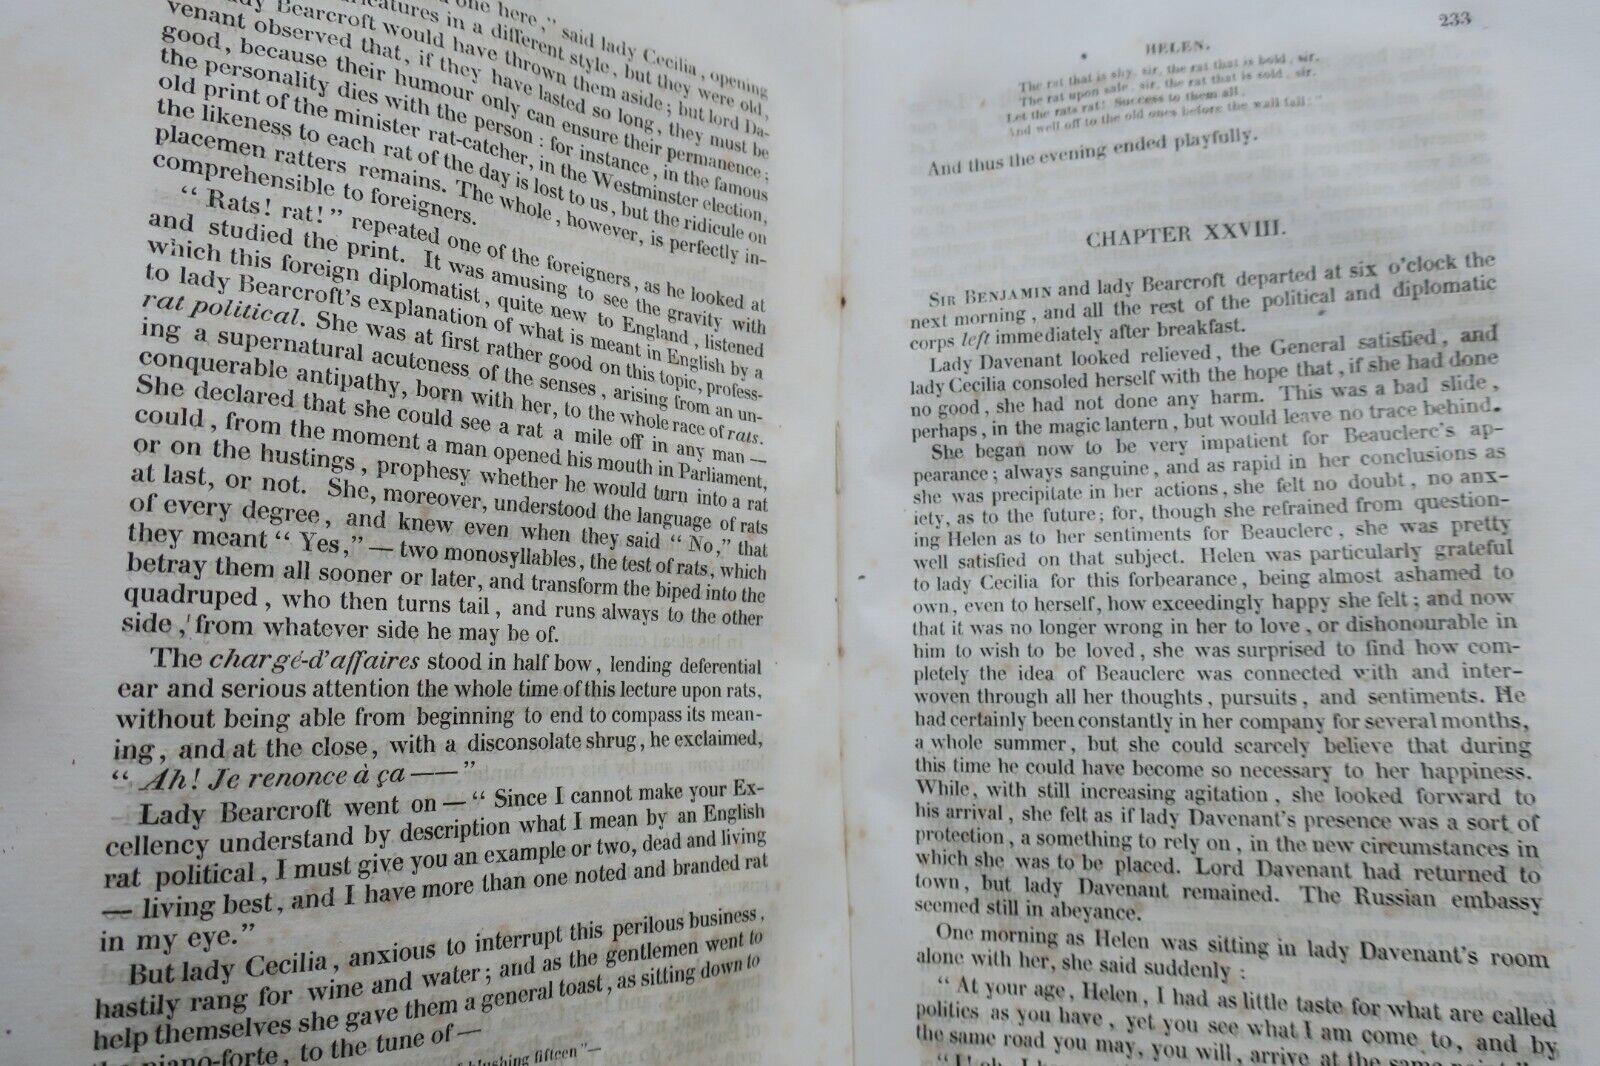 one here," said lady Cecilia, opening
catures in a different style, but they were old,
Bearcroft would have thrown them aside; but lord Da-
venant observed that, if they have lasted so long, they must be
good, because their humour only can ensure their permanence;
the personality dies with the person: for instance, in the famous
old print of the minister rat-catcher, in the Westminster election,
the likeness to each rat of the day is lost to us, but the ridicule on
placemen ratters remains. The whole, however, is perfectly in-
comprehensible to foreigners.
"Rats! rat!" repeated one of the foreigners, as he looked at
and studied the print. It was amusing to see the gravity with
which this foreign diplomatist, quite new to England, listened
to lady Bearcroft's explanation of what is meant in English by a
rat political. She was at first rather good on this topic, profess-
ing a supernatural acuteness of the senses, arising from an un-
conquerable antipathy, born with her, to the whole race of rats.
She declared that she could see a rat a mile off in any man —
could, from the moment a man opened his mouth in Parliament,
or on the hustings, prophesy whether he would turn into a rat
at last, or not. She, moreover, understood the language of rats
of every degree, and knew even when they said "No," that
they meant "Yes," — two monosyllables, the test of rats, which
betray them all sooner or later, and transform the biped into the
quadruped, who then turns tail, and runs always to the other
side, from whatever side he may be of.
The chargé-d'affaires stood in half bow, lending deferential
ear and serious attention the whole time of this lecture upon rats,
without being able from beginning to end to compass its mean-
ing, and at the close, with a disconsolate shrug, he exclaimed,
"Ah! Je renonce à ça ——"
Lady Bearcroft went on — "Since I cannot make your Ex-
cellency understand by description what I mean by an English
rat political, I must give you an example or two, dead and living
— living best, and I have more than one noted and branded rat
in my eye."
But lady Cecilia, anxious to interrupt this perilous business,
hastily rang for wine and water; and as the gentlemen went to
help themselves she gave them a general toast, as sitting down to
piano-forte, to the tune of —
blushing fifteen" —
HELEN. 233
The rat that is shy, sir, the rat that is bold, sir.
The rat upon sale, sir, the rat that is sold, sir.
Let the rats rat! Success to them all,
And well off to the old ones before the wall fall!"
And thus the evening ended playfully.
CHAPTER XXVIII.
SIR BENJAMIN and lady Bearcroft departed at six o'clock the
next morning, and all the rest of the political and diplomatic
corps left immediately after breakfast.
Lady Davenant looked relieved, the General satisfied, and
lady Cecilia consoled herself with the hope that, if she had done
no good, she had not done any harm. This was a bad slide,
perhaps, in the magic lantern, but would leave no trace behind.
She began now to be very impatient for Beauclerc's ap-
pearance; always sanguine, and as rapid in her conclusions as
she was precipitate in her actions, she felt no doubt, no anx-
iety, as to the future; for, though she refrained from question-
ing Helen as to her sentiments for Beauclerc, she was pretty
well satisfied on that subject. Helen was particularly grateful
to lady Cecilia for this forbearance, being almost ashamed to
own, even to herself, how exceedingly happy she felt; and now
that it was no longer wrong in her to love, or dishonourable in
him to wish to be loved, she was surprised to find how com-
pletely the idea of Beauclerc was connected with and inter-
woven through all her thoughts, pursuits, and sentiments. He
had certainly been constantly in her company for several months,
a whole summer, but she could scarcely believe that during
this time he could have become so necessary to her happiness.
While, with still increasing agitation, she looked forward to
his arrival, she felt as if lady Davenant's presence was a sort of
protection, a something to rely on, in the new circumstances in
which she was to be placed. Lord Davenant had returned to
town, but lady Davenant remained. The Russian embassy
seemed still in abeyance.
One morning as Helen was sitting in lady Davenant's room
alone with her, she said suddenly:
"At your age, Helen, I had as little taste for what are called
politics as you have, yet you see what I am come to, and by
the same road you may, you will, arrive at the same point."